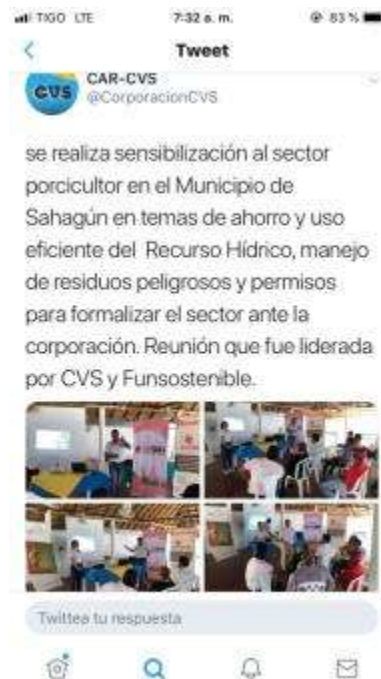 TIGO LTE 7:32 a. m. 83 %
Tweet
CVS
CAR-CVS
@CorporacionCVS
se realiza sensibilización al sector
porcicultor en el Municipio de
Sahagún en temas de ahorro y uso
eficiente del Recurso Hídrico, manejo
de residuos peligrosos y permisos
para formalizar el sector ante la
corporación. Reunión que fue liderada
por CVS y Funsostenible.
Twittea tu respuesta